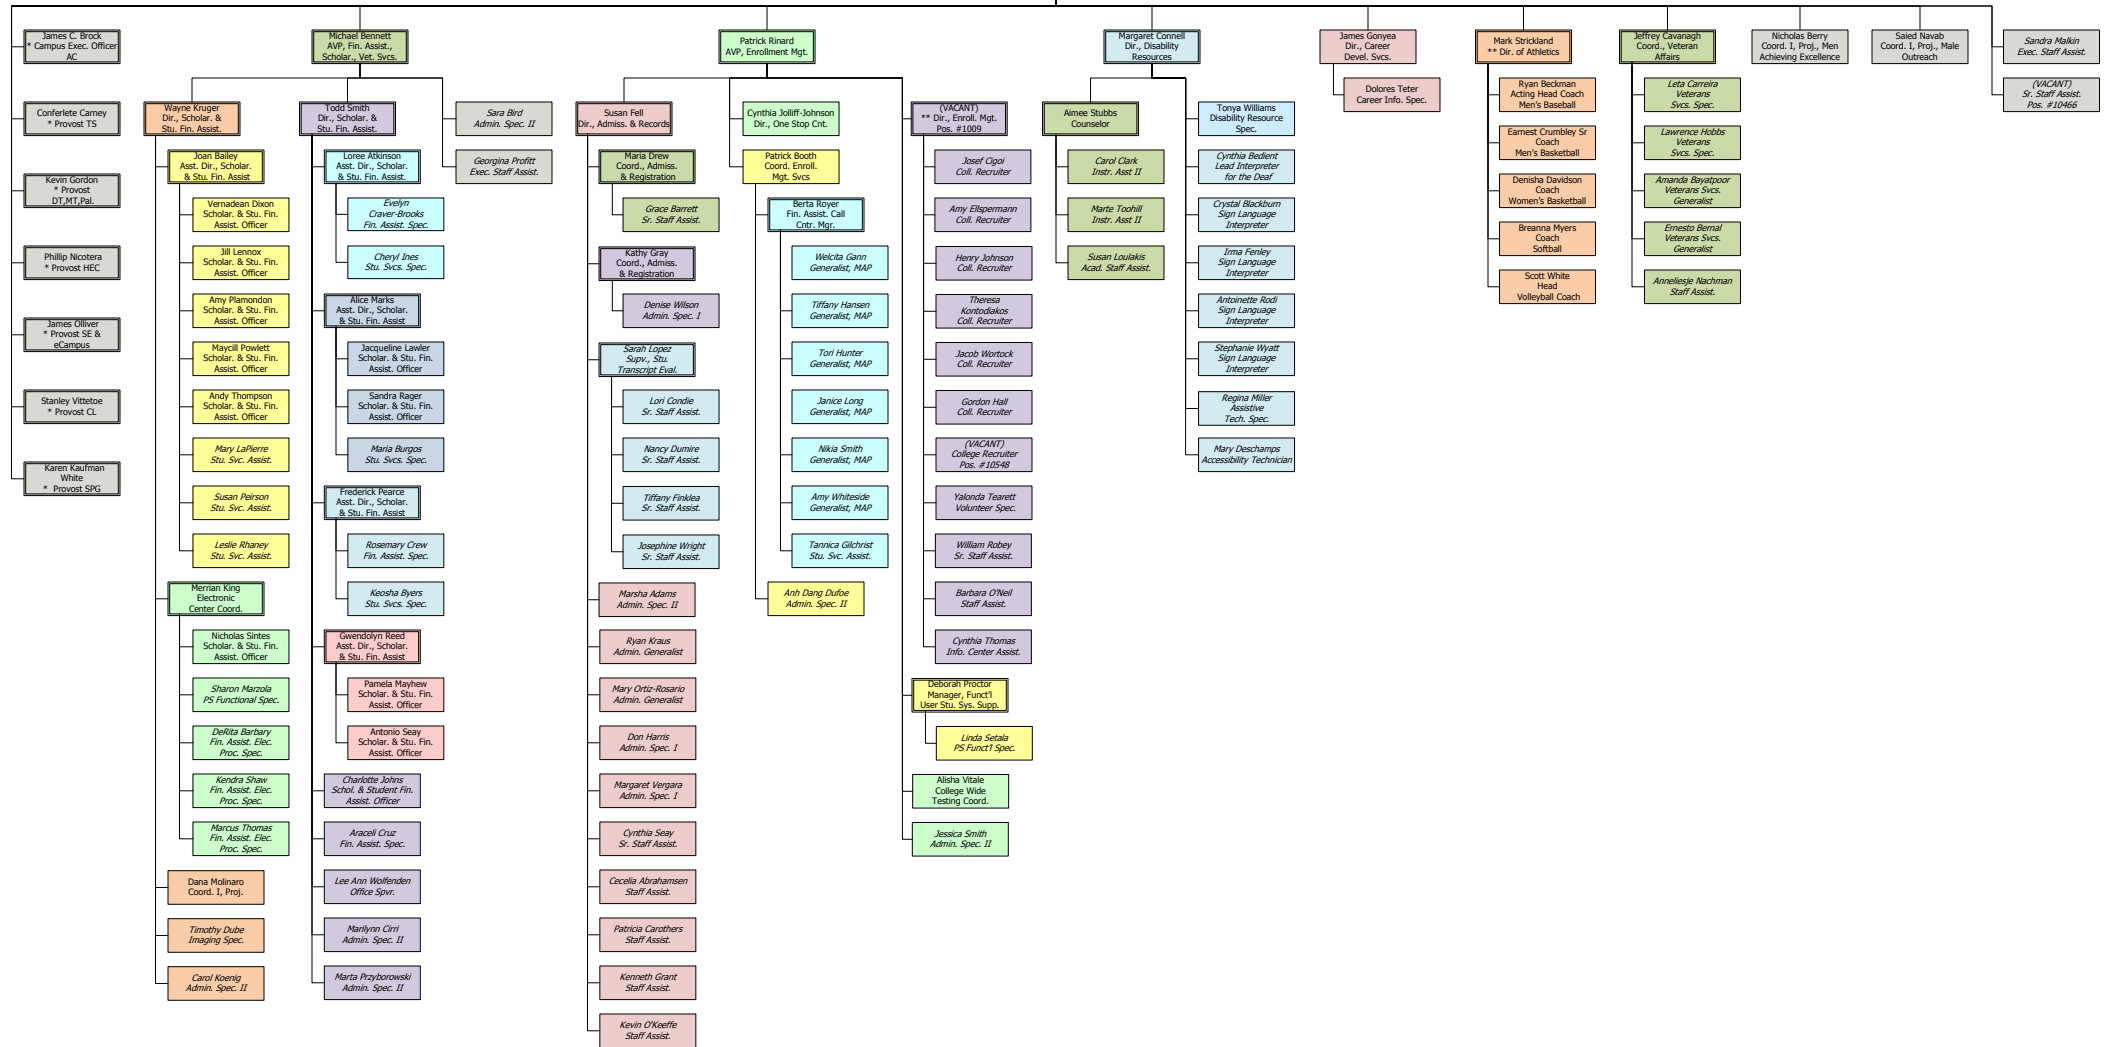 James C. Brock
* Campus Exec. Officer
AC
Conferlete Carney
* Provost TS
Kevin Gordon
* Provost
DT,MT,Pal.
Phillip Nicotera
* Provost HEC
James Olliver
* Provost SE &
eCampus
Stanley Vittetoe
* Provost CL
Karen Kaufman
White
* Provost SPG
Michael Bennett
AVP, Fin. Assist.,
Scholar., Vet. Svcs.
Wayne Kruger
Dir., Scholar. &
Stu. Fin. Assist.
Joan Bailey
Asst. Dir., Scholar.
& Stu. Fin. Assist
Vernadean Dixon
Scholar. & Stu. Fin.
Assist. Officer
Jill Lennox
Scholar. & Stu. Fin.
Assist. Officer
Amy Plamondon
Scholar. & Stu. Fin.
Assist. Officer
Maycill Powlett
Scholar. & Stu. Fin.
Assist. Officer
Andy Thompson
Scholar. & Stu. Fin.
Assist. Officer
Mary LaPierre
Stu. Svc. Assist.
Susan Peirson
Stu. Svc. Assist.
Leslie Rhaney
Stu. Svc. Assist.
Merrian King
Electronic
Center Coord.
Nicholas Sintes
Scholar. & Stu. Fin.
Assist. Officer
Sharon Marzola
PS Functional Spec.
DeRita Barbary
Fin. Assist. Elec.
Proc. Spec.
Kendra Shaw
Fin. Assist. Elec.
Proc. Spec.
Marcus Thomas
Fin. Assist. Elec.
Proc. Spec.
Dana Molinaro
Coord. I, Proj.
Timothy Dube
Imaging Spec.
Carol Koenig
Admin. Spec. II
Todd Smith
Dir., Scholar. &
Stu. Fin. Assist.
Loree Atkinson
Asst. Dir., Scholar.
& Stu. Fin. Assist.
Evelyn
Craver-Brooks
Fin. Assist. Spec.
Cheryl Ines
Stu. Svcs. Spec.
Alice Marks
Asst. Dir., Scholar.
& Stu. Fin. Assist
Jacqueline Lawler
Scholar. & Stu. Fin.
Assist. Officer
Sandra Rager
Scholar. & Stu. Fin.
Assist. Officer
Maria Burgos
Stu. Svcs. Spec.
Frederick Pearce
Asst. Dir., Scholar.
& Stu. Fin. Assist
Rosemary Crew
Fin. Assist. Spec.
Keosha Byers
Stu. Svcs. Spec.
Gwendolyn Reed
Asst. Dir., Scholar.
& Stu. Fin. Assist
Pamela Mayhew
Scholar. & Stu. Fin.
Assist. Officer
Antonio Seay
Scholar. & Stu. Fin.
Assist. Officer
Charlotte Johns
Schol. & Student Fin.
Assist. Officer
Araceli Cruz
Fin. Assist. Spec.
Lee Ann Wolfenden
Office Spvr.
Marilynn Cirri
Admin. Spec. II
Marta Przyborowski
Admin. Spec. II
Sara Bird
Admin. Spec. II
Georgina Profitt
Exec. Staff Assist.
Patrick Rinard
AVP, Enrollment Mgt.
Susan Fell
Dir., Admiss. & Records
Maria Drew
Coord., Admiss.
& Registration
Grace Barrett
Sr. Staff Assist.
Kathy Gray
Coord., Admiss.
& Registration
Denise Wilson
Admin. Spec. I
Sarah Lopez
Supv., Stu.
Transcript Eval.
Lori Condie
Sr. Staff Assist.
Nancy Dumire
Sr. Staff Assist.
Tiffany Finklea
Sr. Staff Assist.
Josephine Wright
Sr. Staff Assist.
Marsha Adams
Admin. Spec. II
Ryan Kraus
Admin. Generalist
Mary Ortiz-Rosario
Admin. Generalist
Don Harris
Admin. Spec. I
Margaret Vergara
Admin. Spec. I
Cynthia Seay
Sr. Staff Assist.
Cecelia Abrahamsen
Staff Assist.
Patricia Carothers
Staff Assist.
Kenneth Grant
Staff Assist.
Kevin O'Keeffe
Staff Assist.
Cynthia Jolliff-Johnson
Dir., One Stop Cnt.
Patrick Booth
Coord. Enroll.
Mgt. Svcs
Berta Royer
Fin. Assist. Call
Cntr. Mgr.
Welcita Gann
Generalist, MAP
Tiffany Hansen
Generalist, MAP
Tori Hunter
Generalist, MAP
Janice Long
Generalist, MAP
Nikia Smith
Generalist, MAP
Amy Whiteside
Generalist, MAP
Tannica Gilchrist
Stu. Svc. Assist.
Anh Dang Dufoe
Admin. Spec. II
(VACANT)
** Dir., Enroll. Mgt.
Pos. #1009
Josef Cigoi
Coll. Recruiter
Amy Ellspermann
Coll. Recruiter
Henry Johnson
Coll. Recruiter
Theresa
Kontodiakos
Coll. Recruiter
Jacob Wortock
Coll. Recruiter
Gordon Hall
Coll. Recruiter
(VACANT)
College Recruiter
Pos. #10548
Yalonda Tearett
Volunteer Spec.
William Robey
Sr. Staff Assist.
Barbara O'Neil
Staff Assist.
Cynthia Thomas
Info. Center Assist.
Deborah Proctor
Manager, Funct'l
User Stu. Sys. Supp.
Linda Setala
PS Funct'l Spec.
Alisha Vitale
College Wide
Testing Coord.
Jessica Smith
Admin. Spec. II
Margaret Connell
Dir., Disability
Resources
Aimee Stubbs
Counselor
Carol Clark
Instr. Asst II
Marte Toohill
Instr. Asst II
Susan Loulakis
Acad. Staff Assist.
Tonya Williams
Disability Resource
Spec.
Cynthia Bedient
Lead Interpreter
for the Deaf
Crystal Blackburn
Sign Language
Interpreter
Irma Fenley
Sign Language
Interpreter
Antoinette Rodi
Sign Language
Interpreter
Stephanie Wyatt
Sign Language
Interpreter
Regina Miller
Assistive
Tech. Spec.
Mary Deschamps
Accessibility Technician
James Gonyea
Dir., Career
Devel. Svcs.
Dolores Teter
Career Info. Spec.
Mark Strickland
** Dir. of Athletics
Ryan Beckman
Acting Head Coach
Men's Baseball
Earnest Crumbley Sr
Coach
Men's Basketball
Denisha Davidson
Coach
Women's Basketball
Breanna Myers
Coach
Softball
Scott White
Head
Volleyball Coach
Jeffrey Cavanagh
Coord., Veteran
Affairs
Leta Carreira
Veterans
Svcs. Spec.
Lawrence Hobbs
Veterans
Svcs. Spec.
Amanda Bayatpoor
Veterans Svcs.
Generalist
Ernesto Bernal
Veterans Svcs.
Generalist
Anneliesje Nachman
Staff Assist.
Nicholas Berry
Coord. I, Proj., Men
Achieving Excellence
Saied Navab
Coord. I, Proj., Male
Outreach
Sandra Malkin
Exec. Staff Assist.
(VACANT)
Sr. Staff Assist.
Pos. #10466